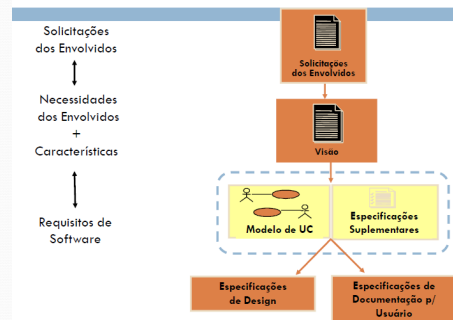 Solicitações
dos Envolvidos
Necessidades
dos Envolvidos
+
Características
Requisitos de
Software
Solicitações
dos Envolvidos
Visão
Modelo de UC
Especificações
Suplementares
Especificações
de Design
Especificações de
Documentação p/
Usuário